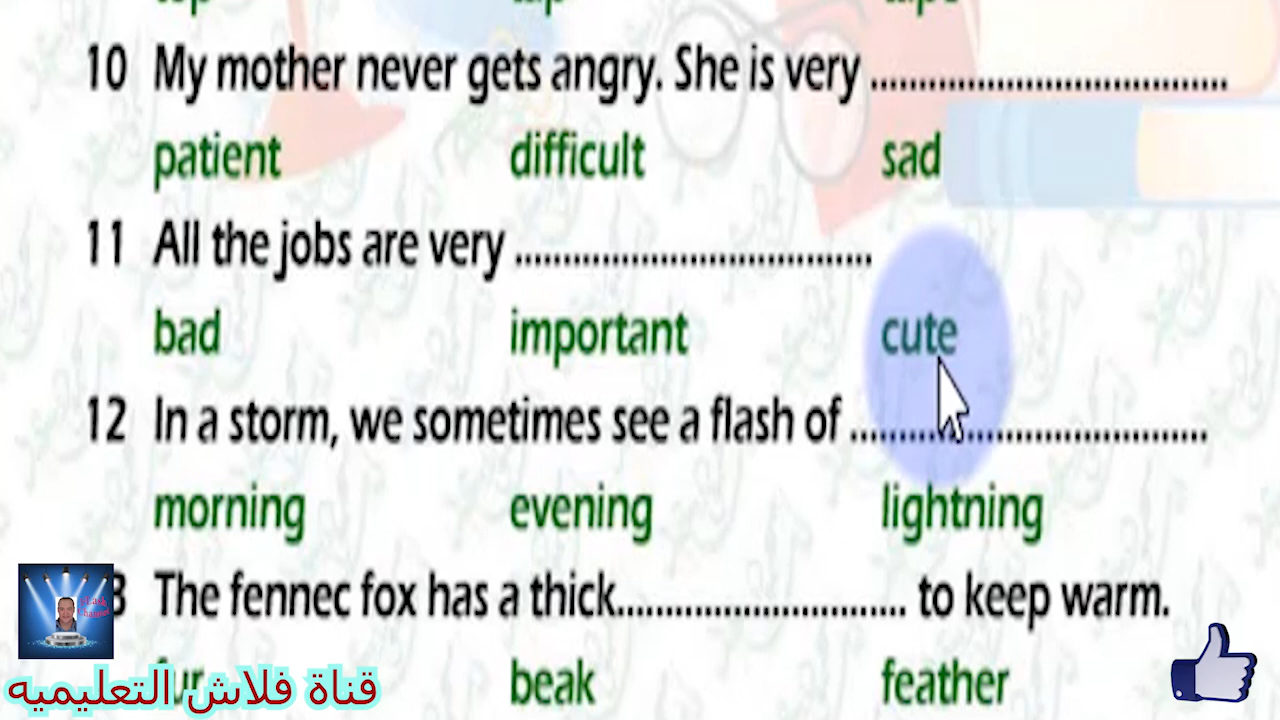 10 My mother never gets angry. She is very ....................................
patient difficult sad
11 All the jobs are very ....................................
bad important cute
12 In a storm, we sometimes see a flash of ....................................
morning evening lightning
3 The fennec fox has a thick............................. to keep warm.
fur beak feather
قناة فلاش التعليميه